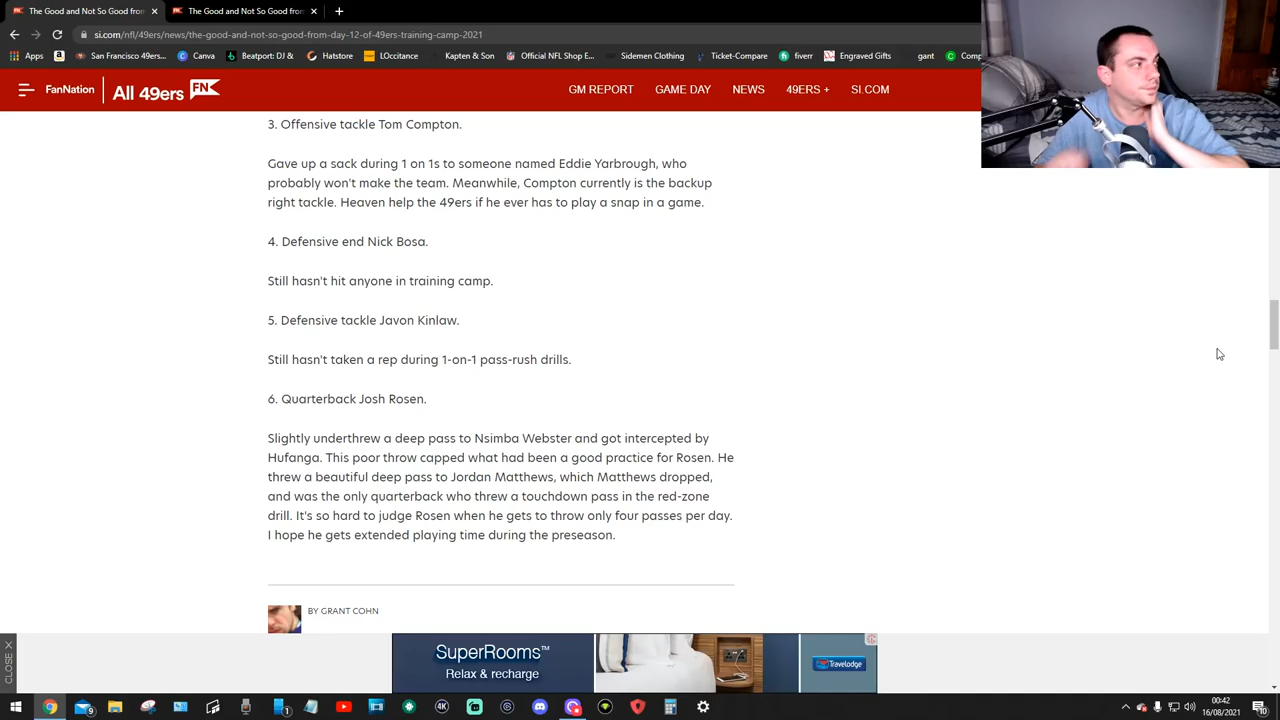 The Good and Not So Good from
The Good and Not So Good From
si.com/nfl/49ers/news/the-good-and-not-so-good-from-day-12-of-49ers-training-camp-2021
Apps
San Francisco 49er...
Canva
Beatport: DJ &
Hatstore
LOccitance
Kapten & Son
Official NFL Shop E...
Sidemen Clothing
Ticket-Compare
fiverr
Engraved Gifts
gant
Comp
FanNation
All 49ers FN
GM REPORT
GAME DAY
NEWS
49ERS +
SI.COM
3. Offensive tackle Tom Compton.
Gave up a sack during 1 on 1s to someone named Eddie Yarbrough, who
probably won't make the team. Meanwhile, Compton currently is the backup
right tackle. Heaven help the 49ers if he ever has to play a snap in a game.
4. Defensive end Nick Bosa.
Still hasn't hit anyone in training camp.
5. Defensive tackle Javon Kinlaw.
Still hasn't taken a rep during 1-on-1 pass-rush drills.
6. Quarterback Josh Rosen.
Slightly underthrew a deep pass to Nsimba Webster and got intercepted by
Hufanga. This poor throw capped what had been a good practice for Rosen. He
threw a beautiful deep pass to Jordan Matthews, which Matthews dropped,
and was the only quarterback who threw a touchdown pass in the red-zone
drill. It's so hard to judge Rosen when he gets to throw only four passes per day.
I hope he gets extended playing time during the preseason.
BY GRANT COHN
CLOSE X
SuperRooms™
Relax & recharge
Travelodge
00:42
16/08/2021